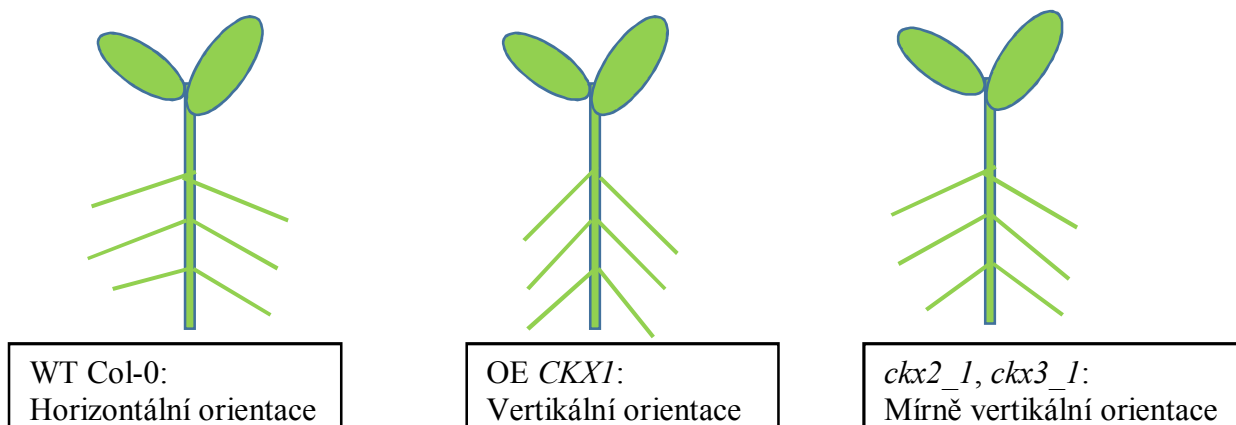 WT Col-0:
Horizontální orientace
OE CKX1:
Vertikální orientace
ckx2_1, ckx3_1:
Mírně vertikální orientace